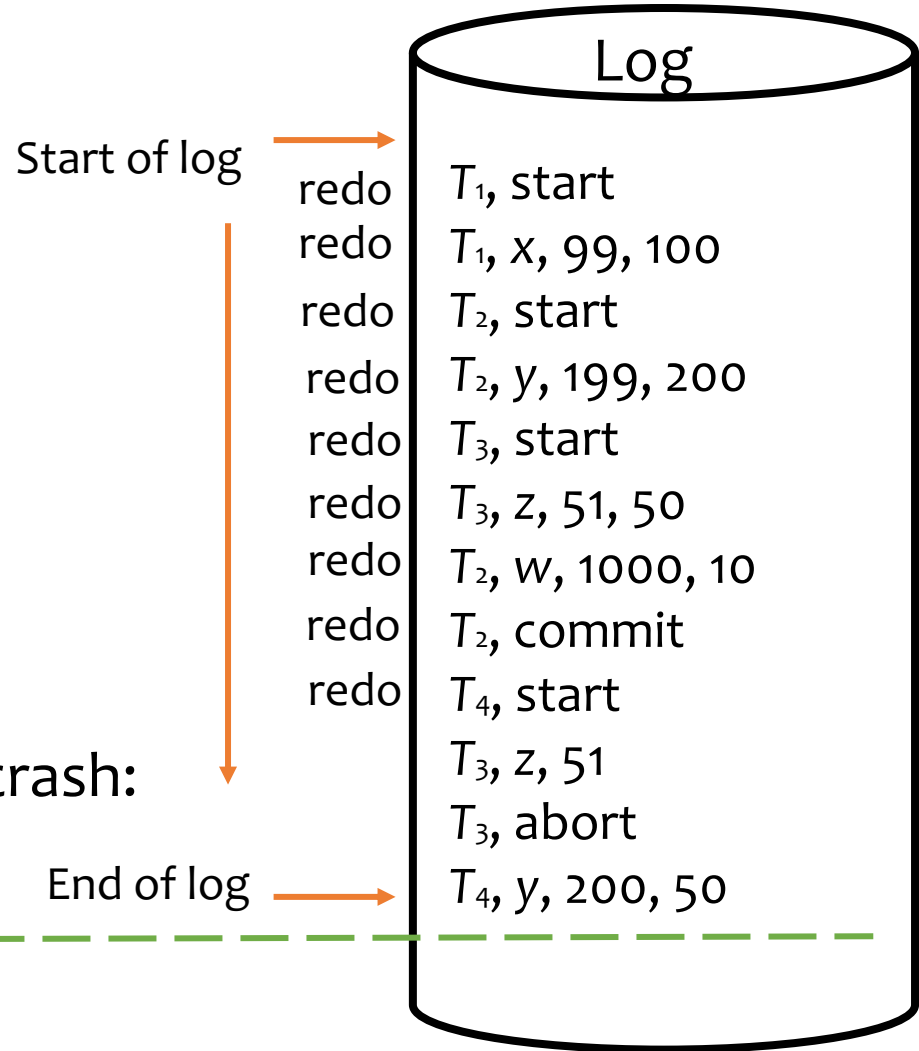 Log
Start of log
redo T₁, start
redo T₁, x, 99, 100
redo T₂, start
redo T₂, y, 199, 200
redo T₃, start
redo T₃, z, 51, 50
redo T₂, w, 1000, 10
redo T₂, commit
redo T₄, start
T₃, z, 51
crash:
T₃, abort
End of log T₄, y, 200, 50